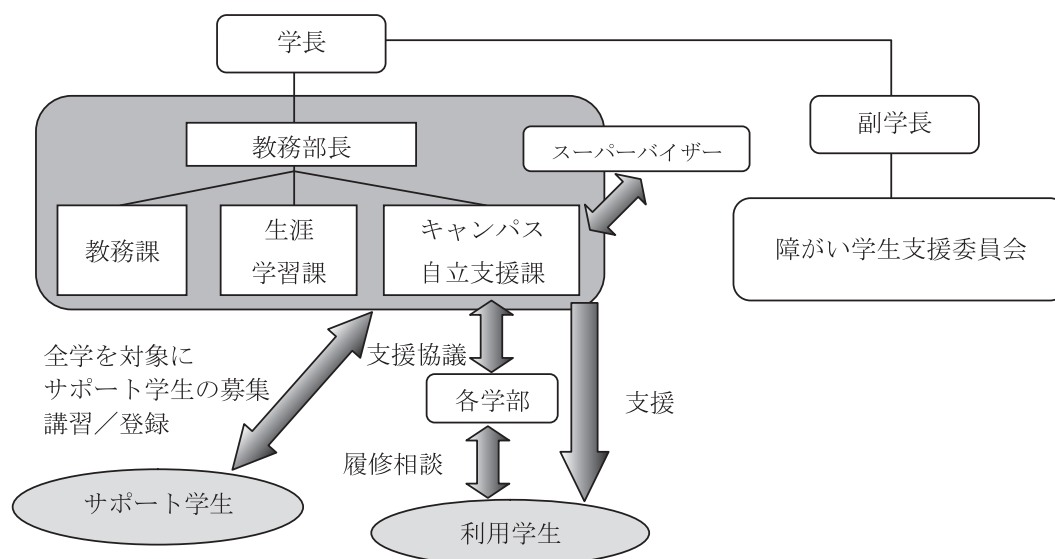 学長
副学長
教務部長
スーパーバイザー
教務課
生涯
学習課
キャンパス
自立支援課
障がい学生支援委員会
全学を対象に
サポート学生の募集
講習／登録
支援協議
各学部
支援
履修相談
サポート学生
利用学生